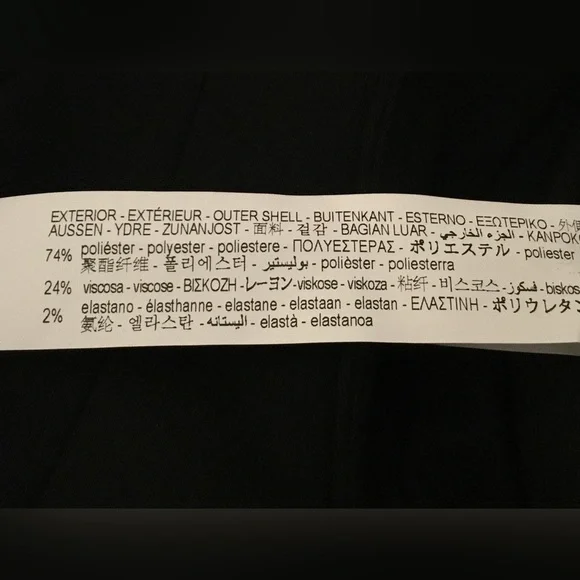 EXTERIOR - EXTÉRIEUR - OUTER SHELL - BUITENKANT - ESTERNO - ΕΞΩΤΕΡΙΚΟ -
AUSSEN - YDRE - ZUNANJOST - 面料 - 겉감 - BAGIAN LUAR - الجزء الخارجي - KANPOKO
74% poliéster - polyester - poliestere - ΠΟΛΥΕΣΤΕΡΑΣ - ポリエステル - poliester
聚酯纤维 - 폴리에스터 - بوليستير - polièster - poliesterra
24% viscosa - viscose - ΒΙΣΚΟΖΗ - レーヨン - viskose - viskoza - 粘纤 - 비스코스 - فسكوز -
2% elastano - élasthanne - elastane - elastaan - elastan - ΕΛΑΣΤΙΝΗ - ポリウレタン
氨纶 - 엘라스탄 - اليستانه - elastà - elastanoa